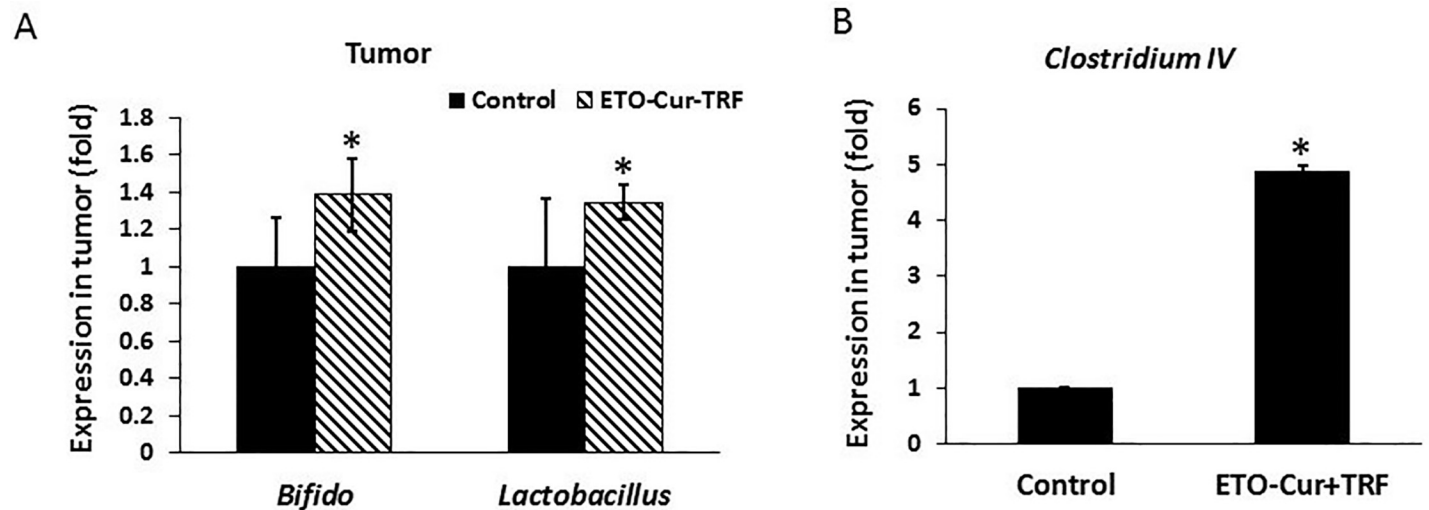 A
Tumor
Control ETO-Cur-TRF
Expression in tumor (fold)
1.8
1.6
1.4
1.2
1
0.8
0.6
0.4
0.2
0
*
*
Bifido Lactobacillus
B
Clostridium IV
Expression in tumor (fold)
6
5
4
3
2
1
0
*
Control ETO-Cur+TRF